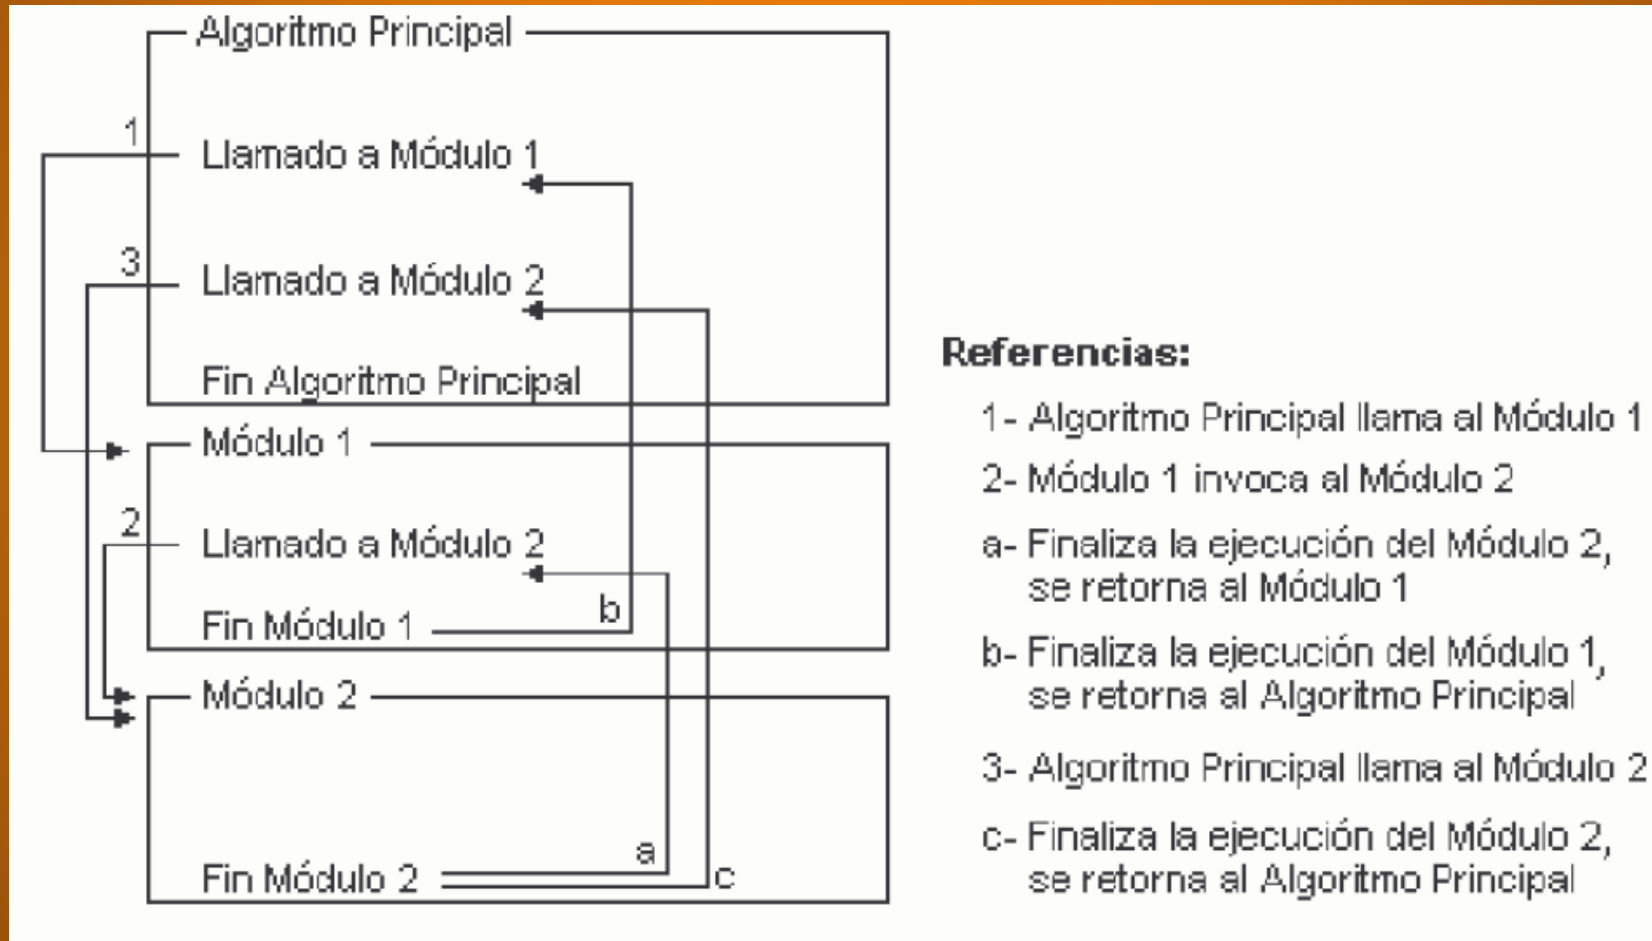 Algoritmo Principal
1
Llamado a Módulo 1
3
Llamado a Módulo 2
Fin Algoritmo Principal
Módulo 1
2
Llamado a Módulo 2
b
Fin Módulo 1
Módulo 2
a
Fin Módulo 2
c
Referencias:
1- Algoritmo Principal llama al Módulo 1
2- Módulo 1 invoca al Módulo 2
a- Finaliza la ejecución del Módulo 2,
se retorna al Módulo 1
b- Finaliza la ejecución del Módulo 1,
se retorna al Algoritmo Principal
3- Algoritmo Principal llama al Módulo 2
c- Finaliza la ejecución del Módulo 2,
se retorna al Algoritmo Principal